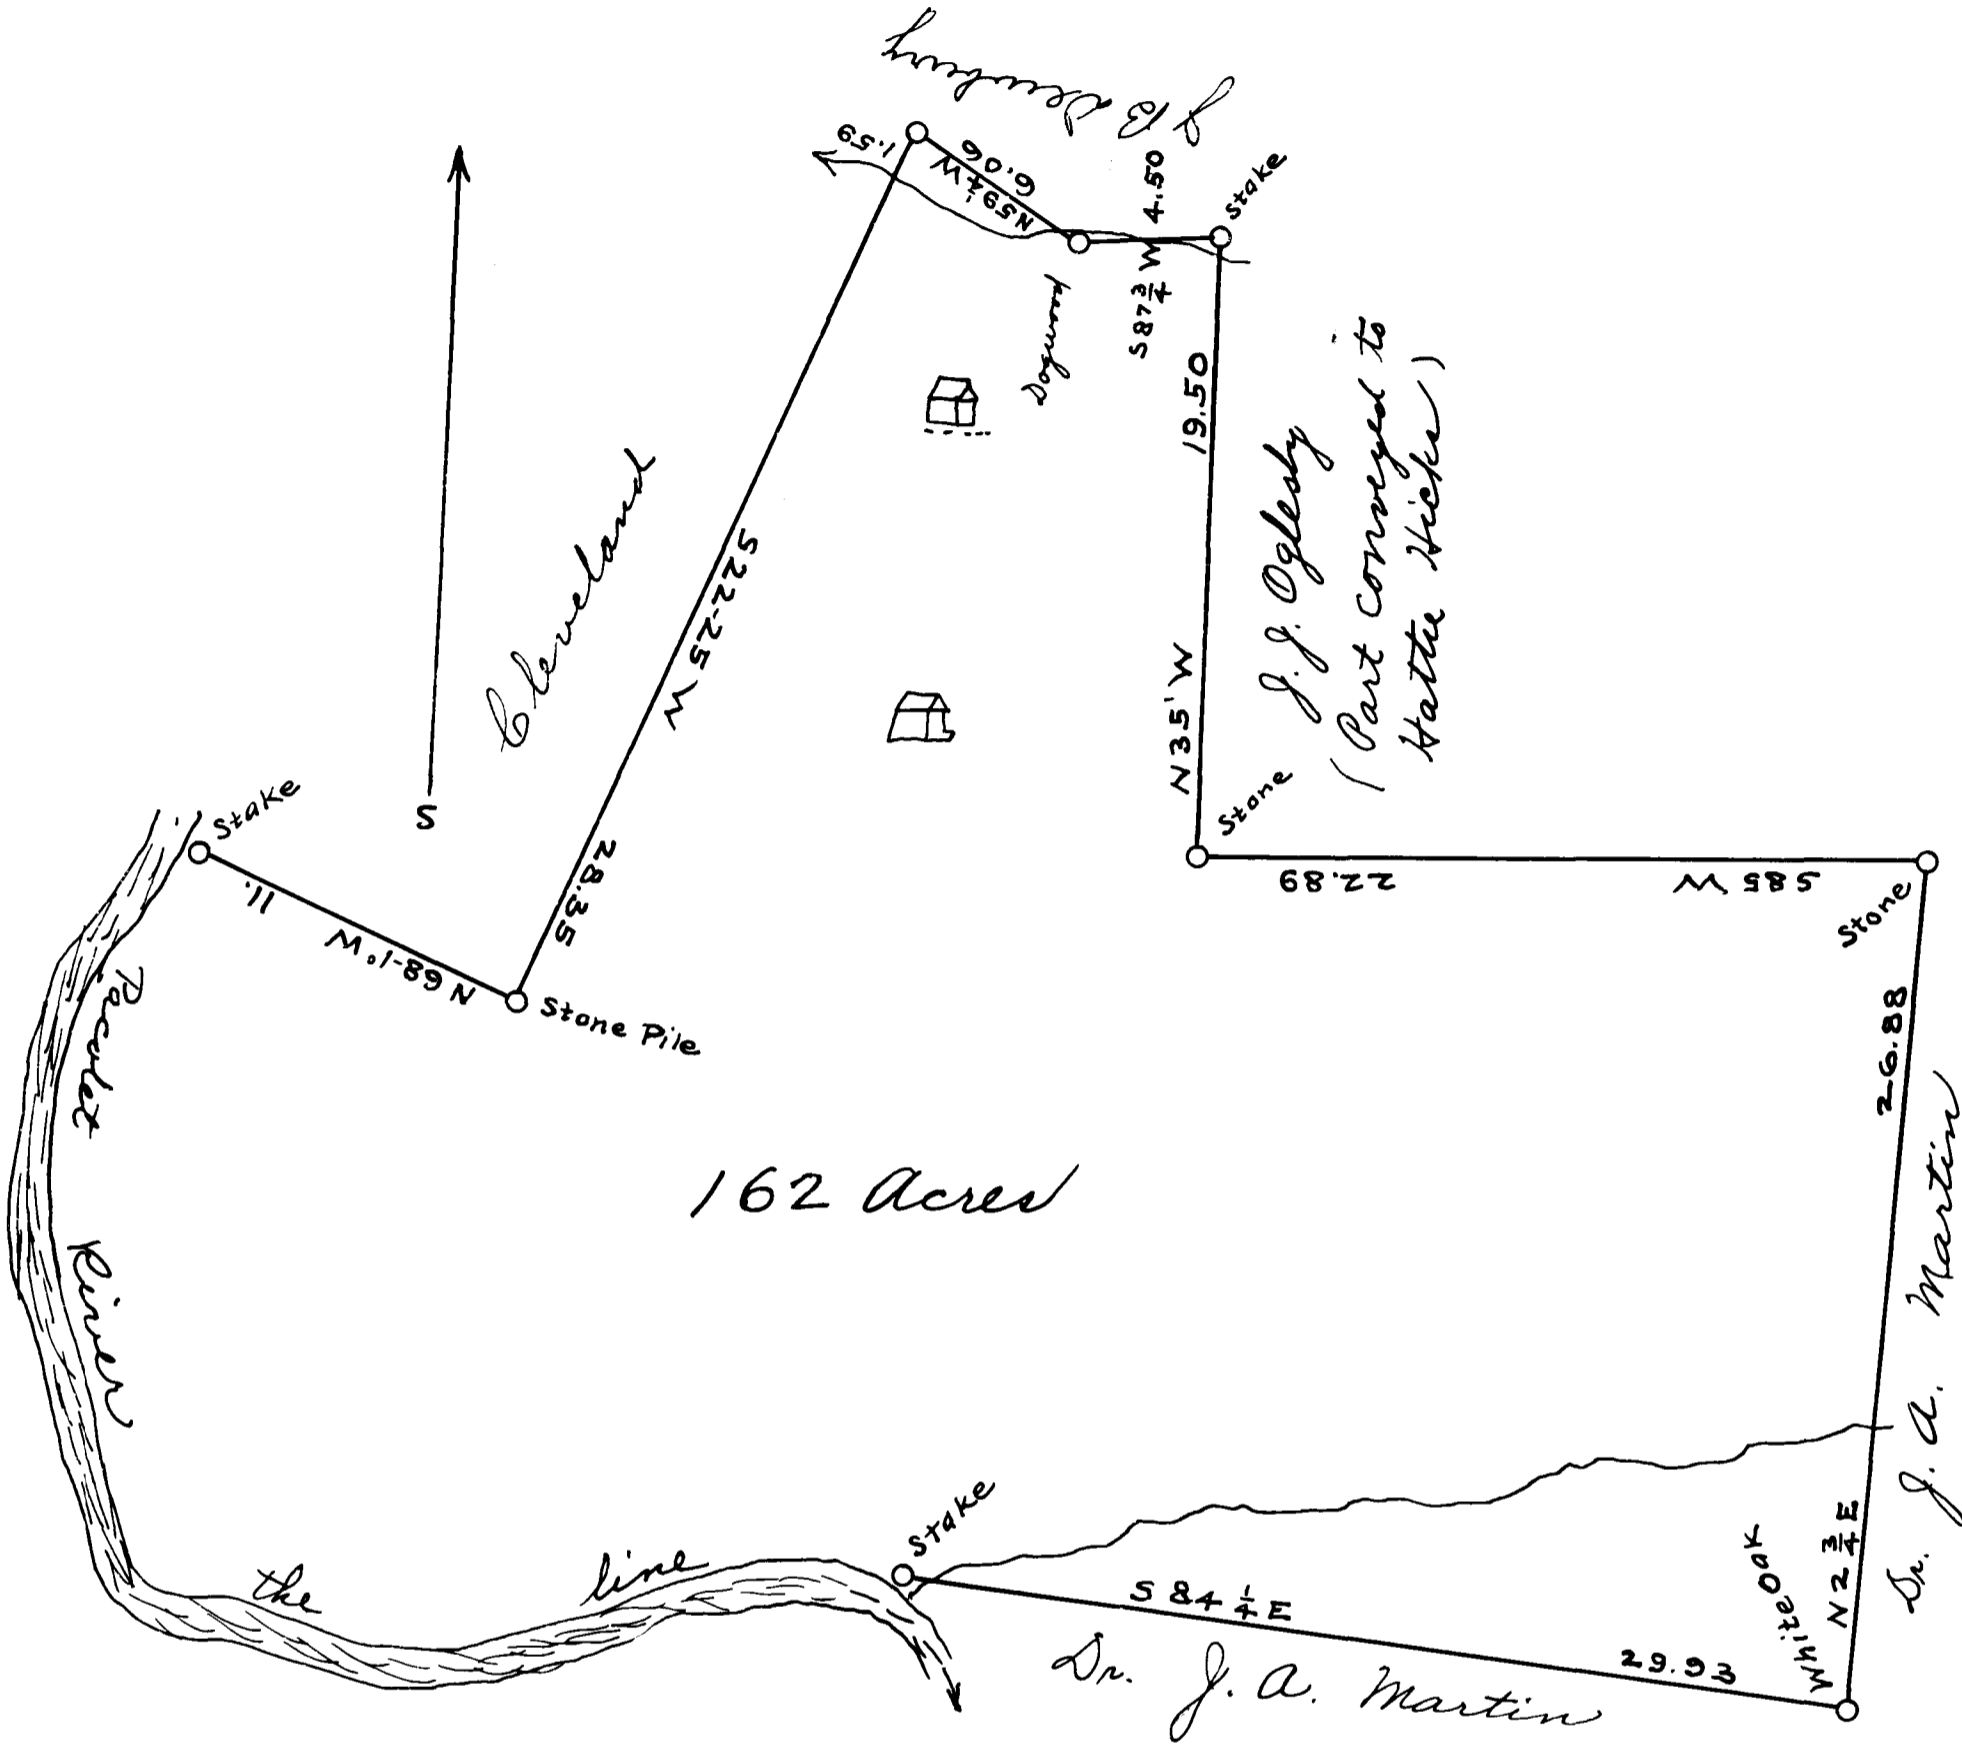 J B Dewberry
1.59
6.06
N59¼W
4.50
S87¾W
Stake
Dogwood
19.50
N35'W
J. J. Oglesby
(Part conveyed to
Hattie Hicks)
Cleveland
S
S22-25W
28.35
Stake
11.
N68-1°W
Stone Pile
Stone
22.89
S85W
Stone
26.88
N2¾E
Dr. J. A. Martin
Pacolet River
the line
162 Acres
Stake
S84¼E
29.93
White Oak
Dr. J. A. Martin